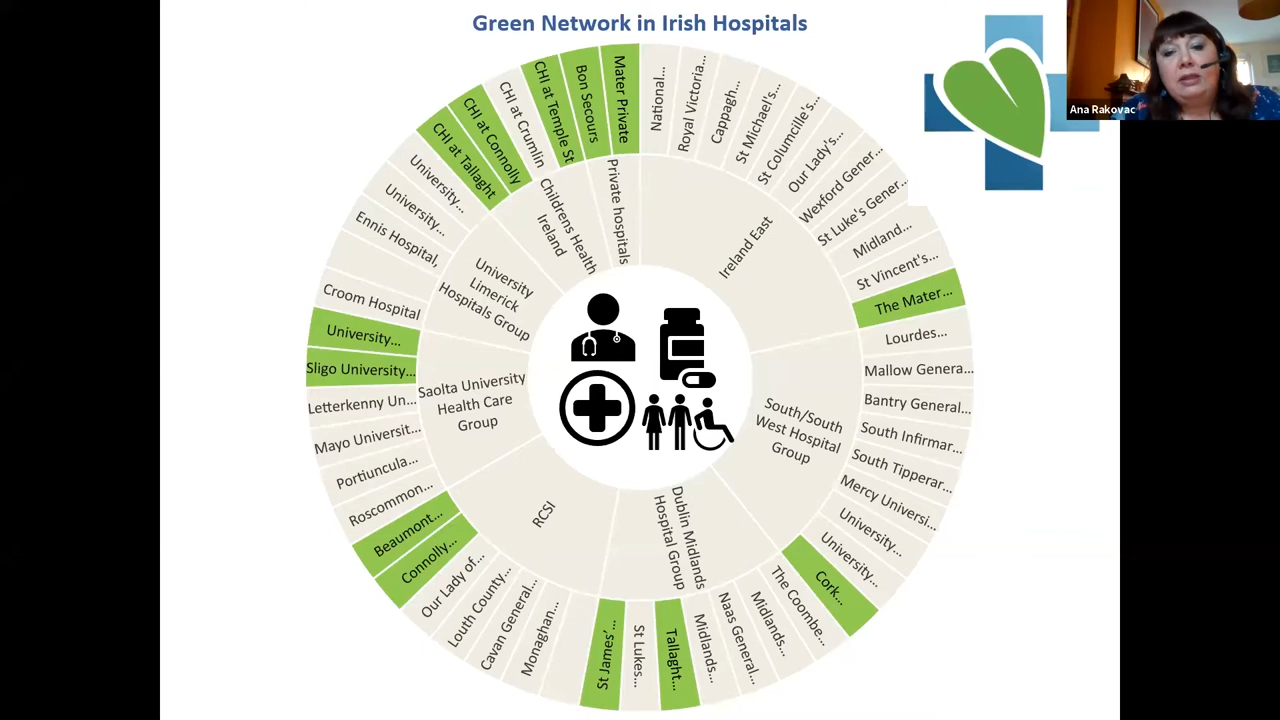 Green Network in Irish Hospitals
Ana Rakovac
National...
Royal Victoria...
Cappagh...
St Michael's...
St Columcille's...
Our Lady's...
Wexford Gener...
St Luke's Gener...
Midland...
St Vincent's...
The Mater...
Lourdes...
Mallow Genera...
Bantry General...
South Infirmar...
South Tipperar...
Mercy Universi...
University...
University...
Cork...
The Coombe...
Midlands...
Naas General...
Midlands...
Tallaght...
St Lukes...
St James'...
Monaghan...
Cavan General...
Louth County...
Our Lady of...
Connolly...
Beaumont...
Roscommon...
Portiuncula...
Mayo Universit...
Letterkenny Un...
Sligo University...
University...
Croom Hospital
Ennis Hospital,
University...
University...
CHI at Tallaght
CHI at Connolly
CHI at Crumlin
CHI at Temple St
Bon Secours
Mater Private
Ireland East
South/South
West Hospital
Group
Dublin Midlands
Hospital Group
RCSI
Saolta University
Health Care
Group
University
Limerick
Hospitals Group
Childrens Health
Ireland
Private hospitals